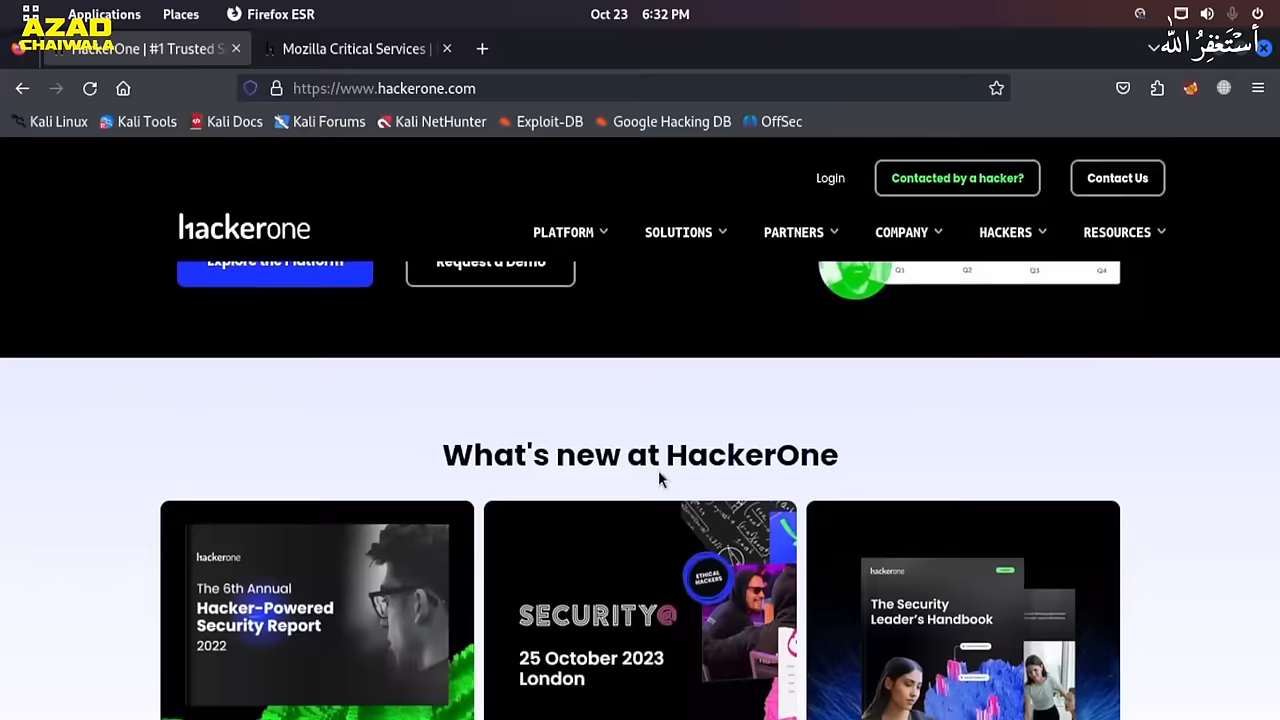 Applications Places Firefox ESR Oct 23 6:32 PM
AZAD
CHAIWALA
أستغفر الله
HackerOne | #1 Trusted S
Mozilla Critical Services |
https://www.hackerone.com
Kali Linux Kali Tools Kali Docs Kali Forums Kali NetHunter Exploit-DB Google Hacking DB OffSec
Login Contacted by a hacker? Contact Us
hackerone PLATFORM SOLUTIONS PARTNERS COMPANY HACKERS RESOURCES
Explore the Platform Request a Demo
Q1 Q2 Q3 Q4
What's new at HackerOne
hackerone
The 6th Annual
Hacker-Powered
Security Report
2022
ETHICAL
HACKERS
SECURITY@
25 October 2023
London
hackerone
The Security
Leader's Handbook